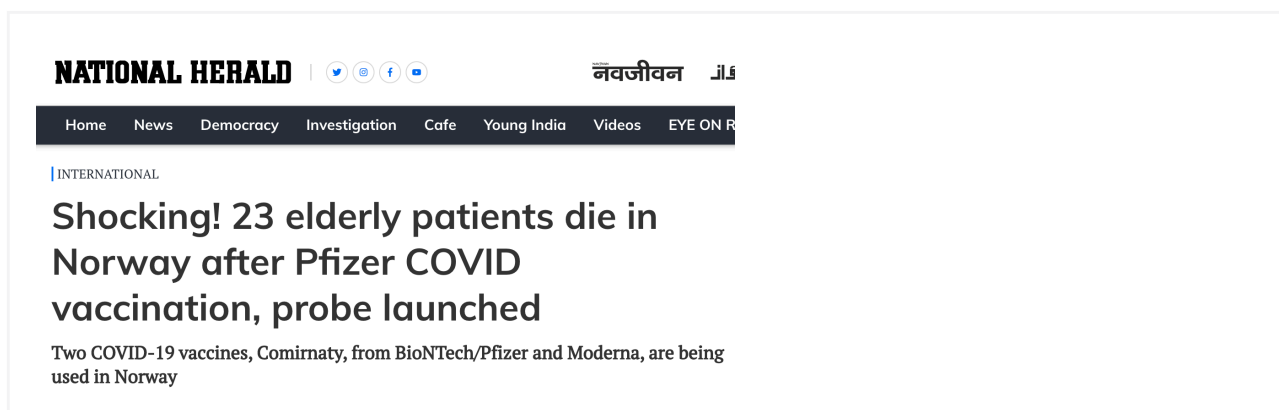 NATIONAL HERALD
नवजीवन
Home News Democracy Investigation Cafe Young India Videos EYE ON R
INTERNATIONAL
Shocking! 23 elderly patients die in
Norway after Pfizer COVID
vaccination, probe launched
Two COVID-19 vaccines, Comirnaty, from BioNTech/Pfizer and Moderna, are being
used in Norway